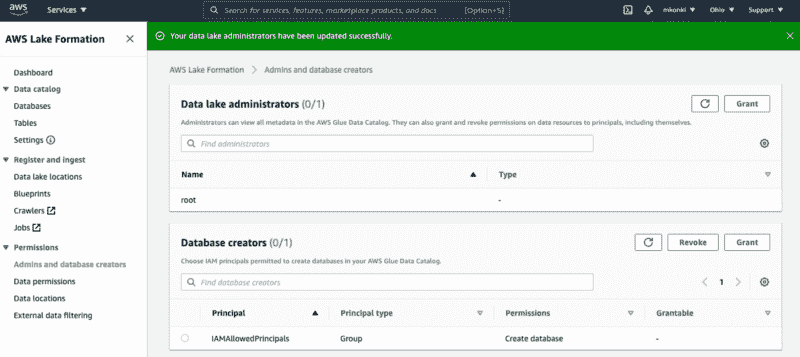 aws Services Search for services, features, marketplace products, and docs [Option+S] mkonki Ohio Support
AWS Lake Formation
Dashboard
Data catalog
Databases
Tables
Settings
Register and ingest
Data lake locations
Blueprints
Crawlers
Jobs
Permissions
Admins and database creators
Data permissions
Data locations
External data filtering
Your data lake administrators have been updated successfully.
AWS Lake Formation > Admins and database creators
Data lake administrators (0/1) Grant
Administrators can view all metadata in the AWS Glue Data Catalog. They can also grant and revoke permissions on data resources to principals, including themselves.
Find administrators
Name Type
root -
Database creators (0/1) Revoke Grant
Choose IAM principals permitted to create databases in your AWS Glue Data Catalog.
Find database creators < 1 >
Principal Principal type Permissions Grantable
IAMAllowedPrincipals Group Create database -